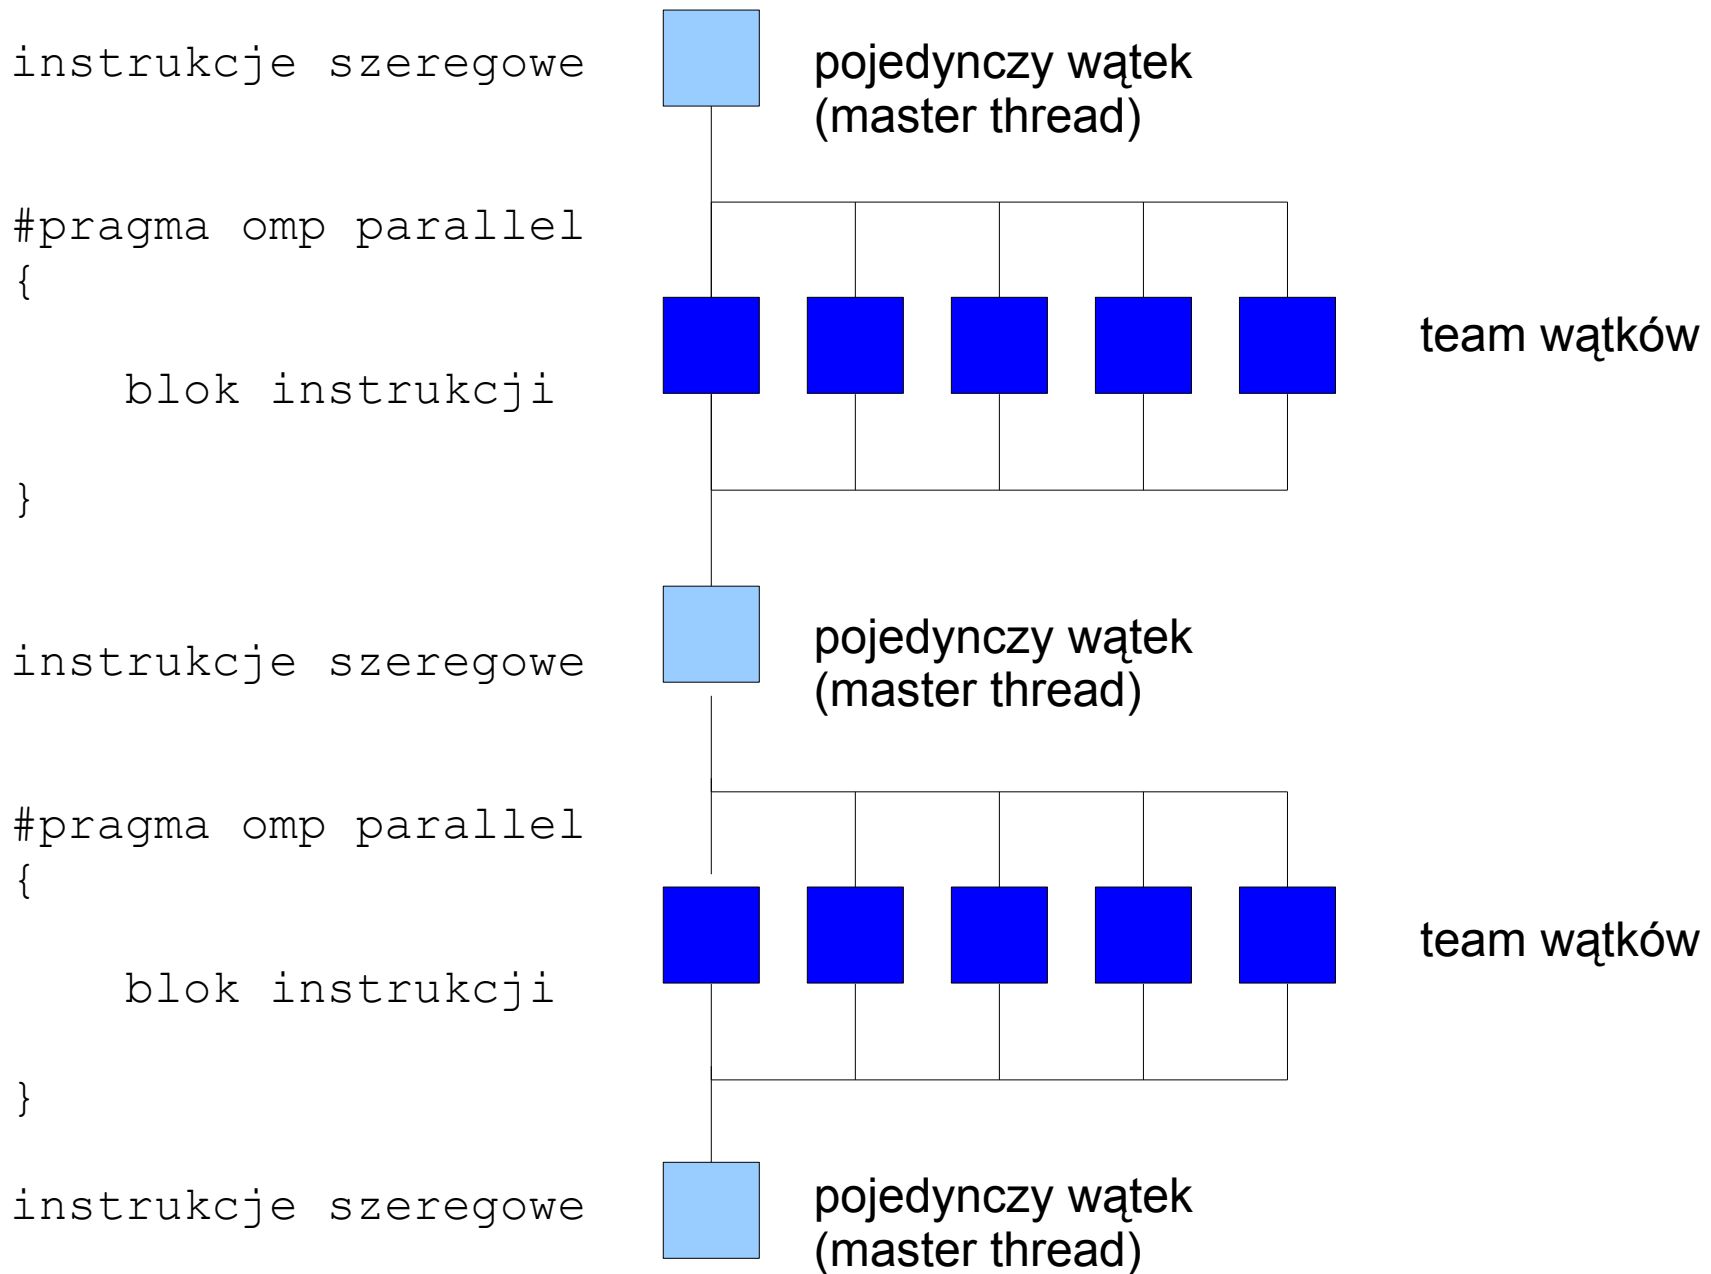 instrukcje szeregowe
pojedynczy wątek
(master thread)
#pragma omp parallel
{
blok instrukcji
}
team wątków
instrukcje szeregowe
pojedynczy wątek
(master thread)
#pragma omp parallel
{
blok instrukcji
}
team wątków
instrukcje szeregowe
pojedynczy wątek
(master thread)